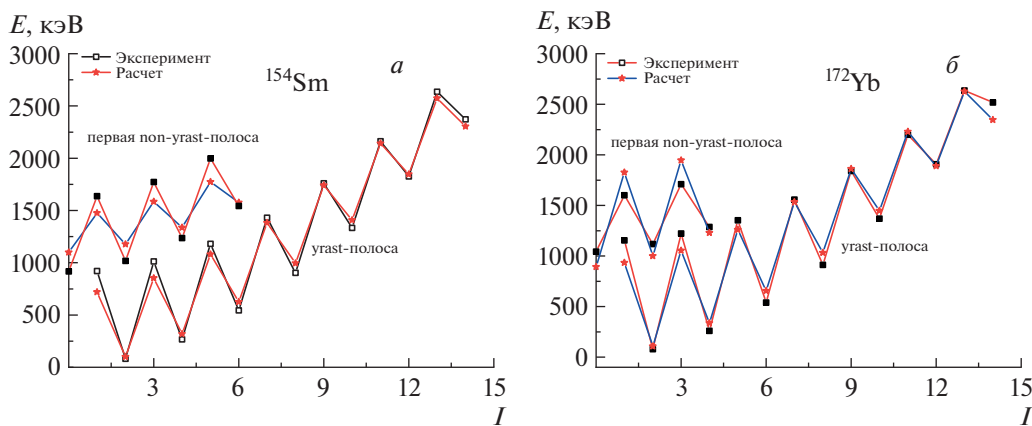 E, кэВ
3000
2500
2000
1500
1000
500
0
3
6
9
12
15
I
Эксперимент
Расчет
¹⁵⁴Sm
а
первая non-yrast-полоса
yrast-полоса
E, кэВ
3000
2500
2000
1500
1000
500
0
3
6
9
12
15
I
Эксперимент
Расчет
¹⁷²Yb
б
первая non-yrast-полоса
yrast-полоса